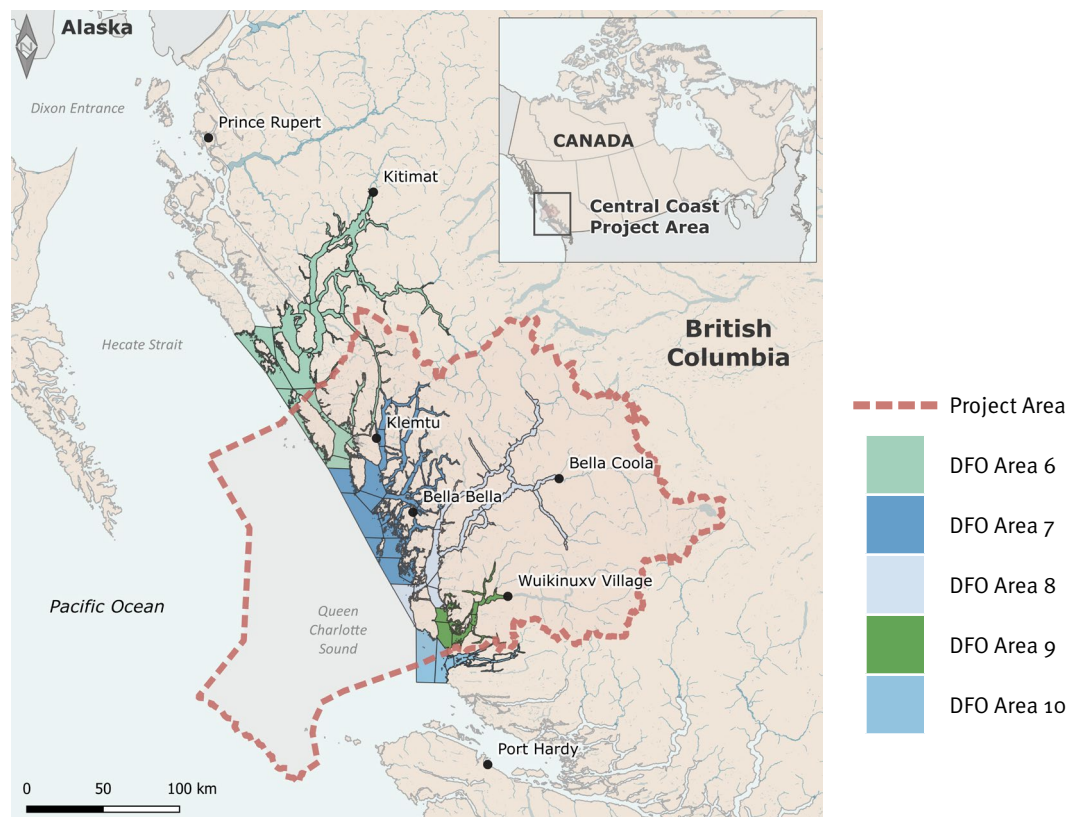 Alaska
N
Dixon Entrance
Prince Rupert
Kitimat
CANADA
Central Coast
Project Area
Hecate Strait
British
Columbia
Klemtu
Bella Coola
Bella Bella
Wuikinuxv Village
Pacific Ocean
Queen
Charlotte
Sound
Port Hardy
0 50 100 km
Project Area
DFO Area 6
DFO Area 7
DFO Area 8
DFO Area 9
DFO Area 10